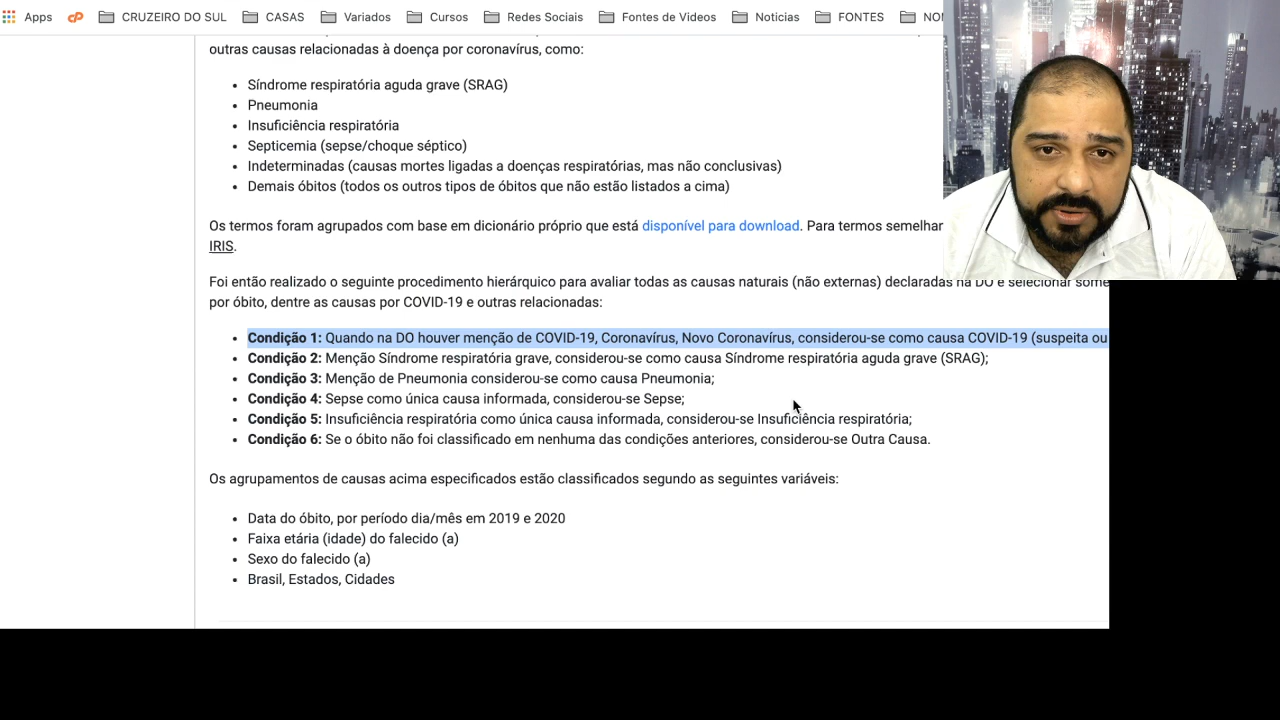 Apps CRUZEIRO DO SUL CASAS Variados Cursos Redes Sociais Fontes de Videos Notícias FONTES
outras causas relacionadas à doença por coronavírus, como:
• Síndrome respiratória aguda grave (SRAG)
• Pneumonia
• Insuficiência respiratória
• Septicemia (sepse/choque séptico)
• Indeterminadas (causas mortes ligadas a doenças respiratórias, mas não conclusivas)
• Demais óbitos (todos os outros tipos de óbitos que não estão listados a cima)
Os termos foram agrupados com base em dicionário próprio que está disponível para download. Para termos
IRIS.
Foi então realizado o seguinte procedimento hierárquico para avaliar todas as causas naturais (não externas) declaradas na DO e selecionar
por óbito, dentre as causas por COVID-19 e outras relacionadas:
• Condição 1: Quando na DO houver menção de COVID-19, Coronavírus, Novo Coronavírus, considerou-se como causa COVID-19 (suspeita ou
• Condição 2: Menção Síndrome respiratória grave, considerou-se como causa Síndrome respiratória aguda grave (SRAG);
• Condição 3: Menção de Pneumonia considerou-se como causa Pneumonia;
• Condição 4: Sepse como única causa informada, considerou-se Sepse;
• Condição 5: Insuficiência respiratória como única causa informada, considerou-se Insuficiência respiratória;
• Condição 6: Se o óbito não foi classificado em nenhuma das condições anteriores, considerou-se Outra Causa.
Os agrupamentos de causas acima especificados estão classificados segundo as seguintes variáveis:
• Data do óbito, por período dia/mês em 2019 e 2020
• Faixa etária (idade) do falecido (a)
• Sexo do falecido (a)
• Brasil, Estados, Cidades